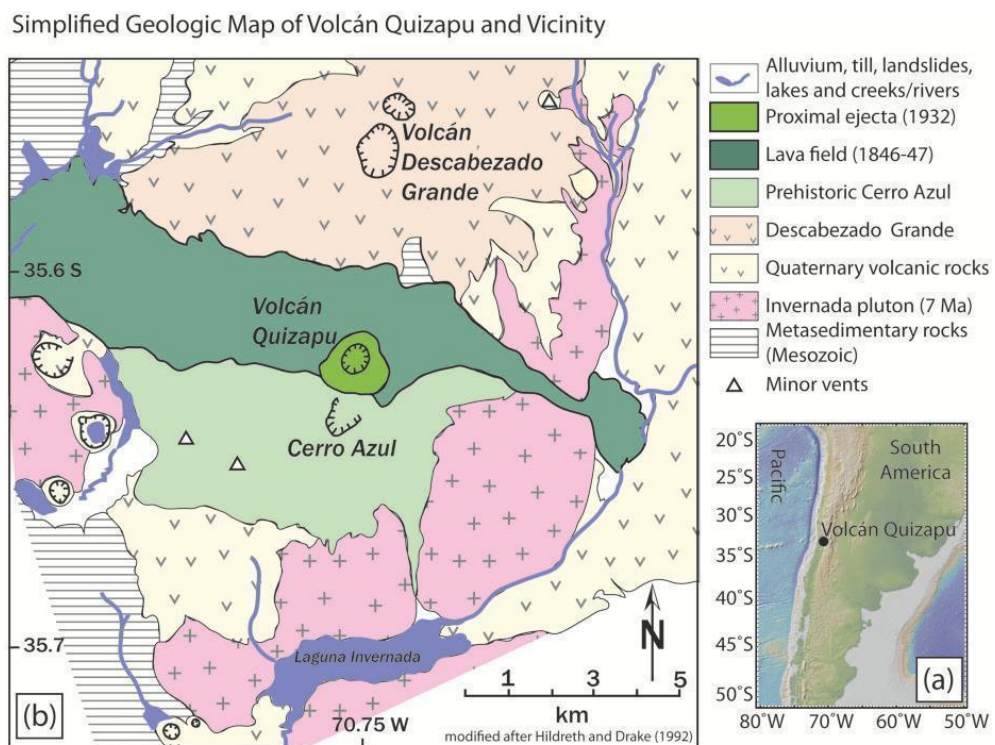 Simplified Geologic Map of Volcán Quizapu and Vicinity
Volcán
Descabezado
Grande
35.6 S
Volcán
Quizapu
Cerro Azul
35.7
Laguna Invernada
70.75 W
N
1 3 5
km
modified after Hildreth and Drake (1992)
(b)
Alluvium, till, landslides,
lakes and creeks/rivers
Proximal ejecta (1932)
Lava field (1846-47)
Prehistoric Cerro Azul
Descabezado Grande
Quaternary volcanic rocks
Invernada pluton (7 Ma)
Metasedimentary rocks
(Mesozoic)
Minor vents
20°S
25°S
30°S
35°S
40°S
45°S
50°S
Pacific
South
America
Volcán Quizapu
(a)
80°W 70°W 60°W 50°W